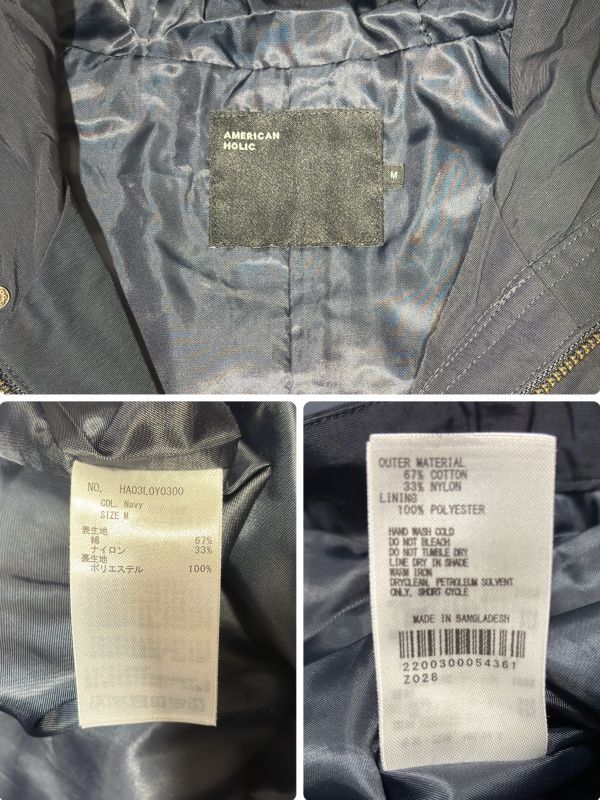 AMERICAN
HOLIC
M
NO. HA03L0Y0300
COL. Navy
SIZE M
表生地
綿 67%
ナイロン 33%
裏生地
ポリエステル 100%
OUTER MATERIAL
67% COTTON
33% NYLON
LINING
100% POLYESTER
HAND WASH COLD
DO NOT BLEACH
DO NOT TUMBLE DRY
LINE DRY IN SHADE
WARM IRON
DRYCLEAN, PETROLEUM SOLVENT
ONLY, SHORT CYCLE
MADE IN BANGLADESH
2200300054361
Z028